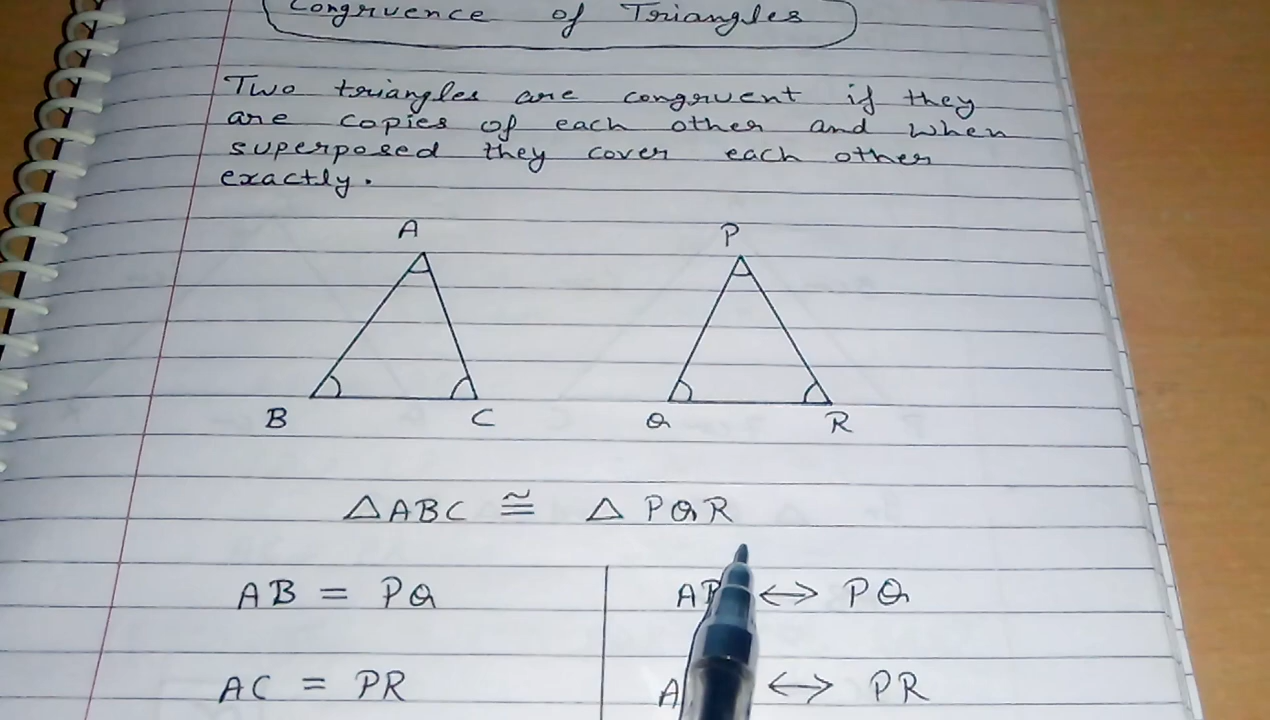 Congruence of Triangles
Two triangles are congruent if they
are copies of each other and when
superposed they cover each other
exactly.
A P
B C Q R
△ABC ≅ △ PQR
AB = PQ
A ↔ PQ
AC = PR
A ↔ PR